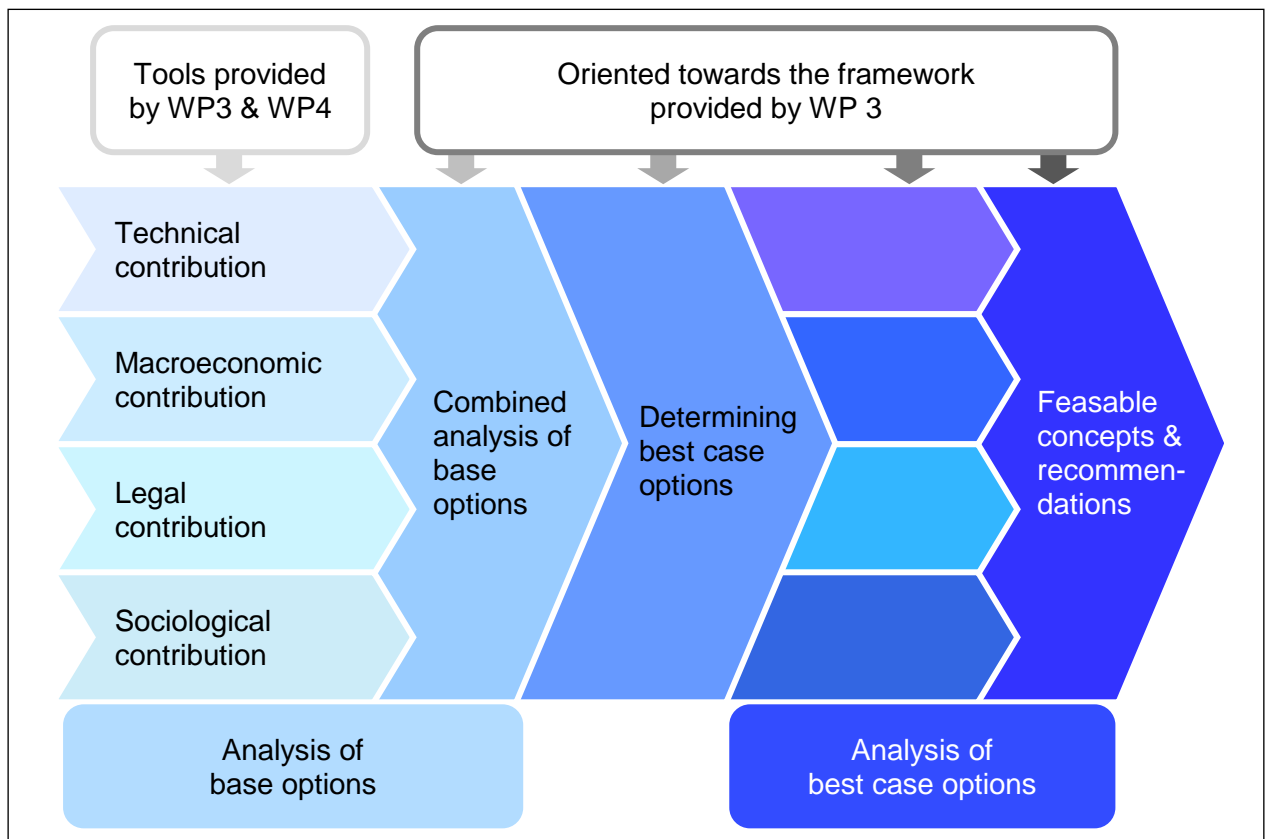 Tools provided
by WP3 & WP4
Oriented towards the framework
provided by WP 3
Technical
contribution
Macroeconomic
contribution
Legal
contribution
Sociological
contribution
Combined
analysis of
base
options
Determining
best case
options
Feasable
concepts &
recommen-
dations
Analysis of
base options
Analysis of
best case options